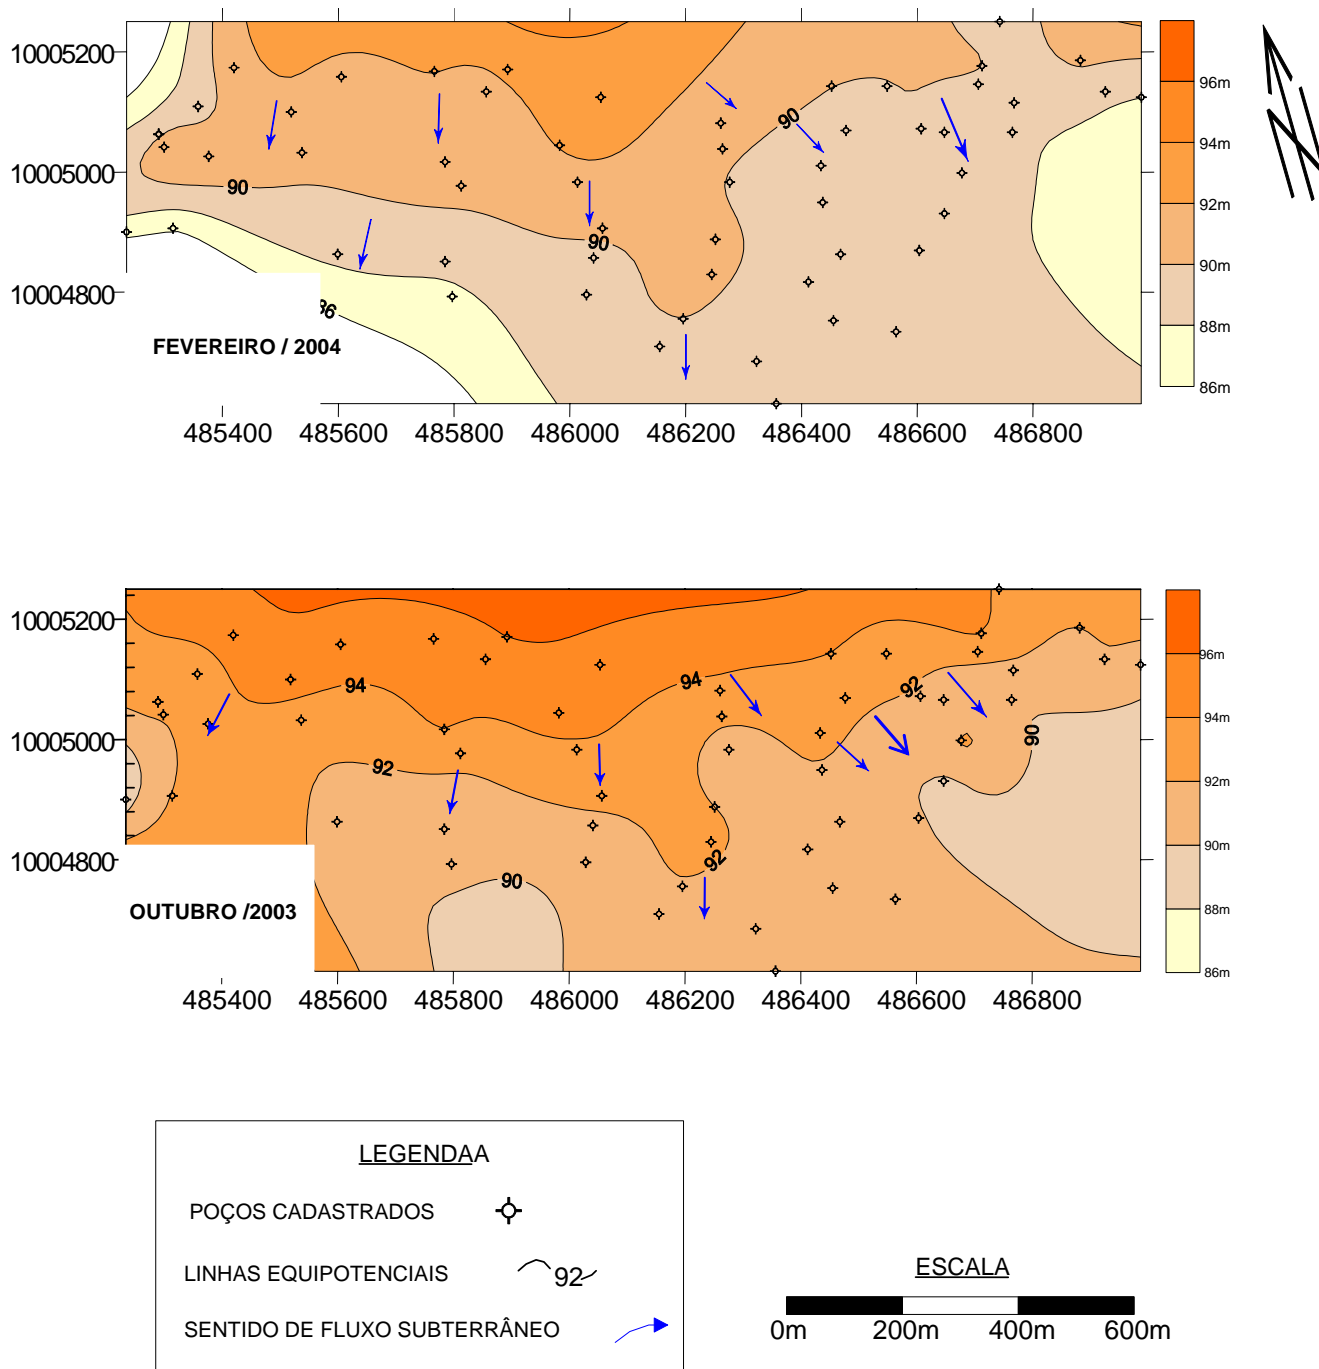 10005200
10005000
10004800
90
90
90
86
FEVEREIRO / 2004
96m
94m
92m
90m
88m
86m
485400 485600 485800 486000 486200 486400 486600 486800
10005200
10005000
10004800
94
94
92
92
90
92
90
OUTUBRO /2003
96m
94m
92m
90m
88m
86m
485400 485600 485800 486000 486200 486400 486600 486800
LEGENDAA
POÇOS CADASTRADOS
LINHAS EQUIPOTENCIAIS 92
SENTIDO DE FLUXO SUBTERRÂNEO
ESCALA
0m 200m 400m 600m